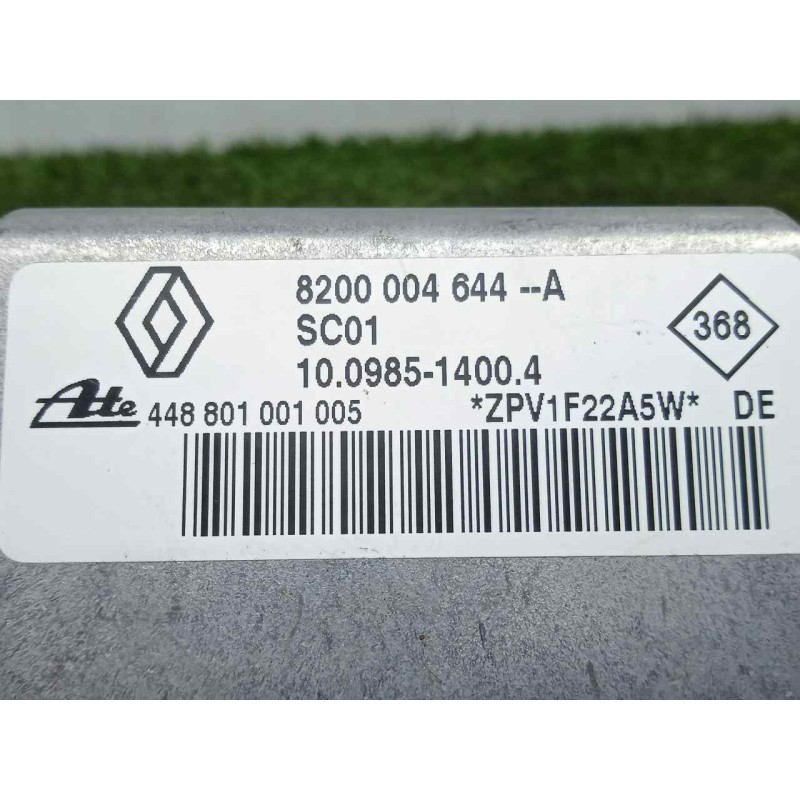 8200 004 644 --A
SC01
368
10.0985-1400.4
Ate 448 801 001 005 *ZPV1F22A5W* DE